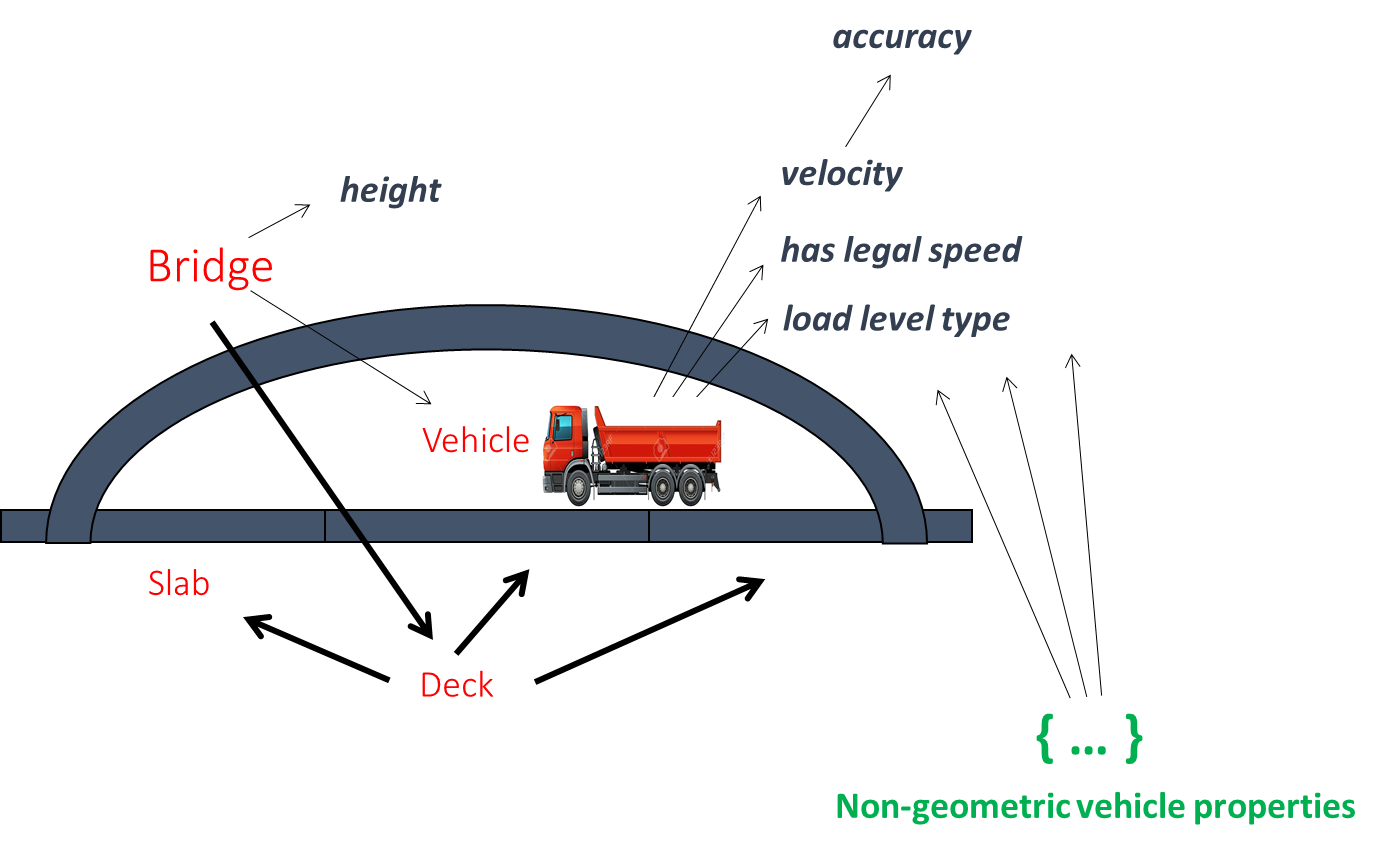 accuracy
velocity
height
has legal speed
Bridge
load level type
Vehicle
Slab
Deck
{ ... }
Non-geometric vehicle properties